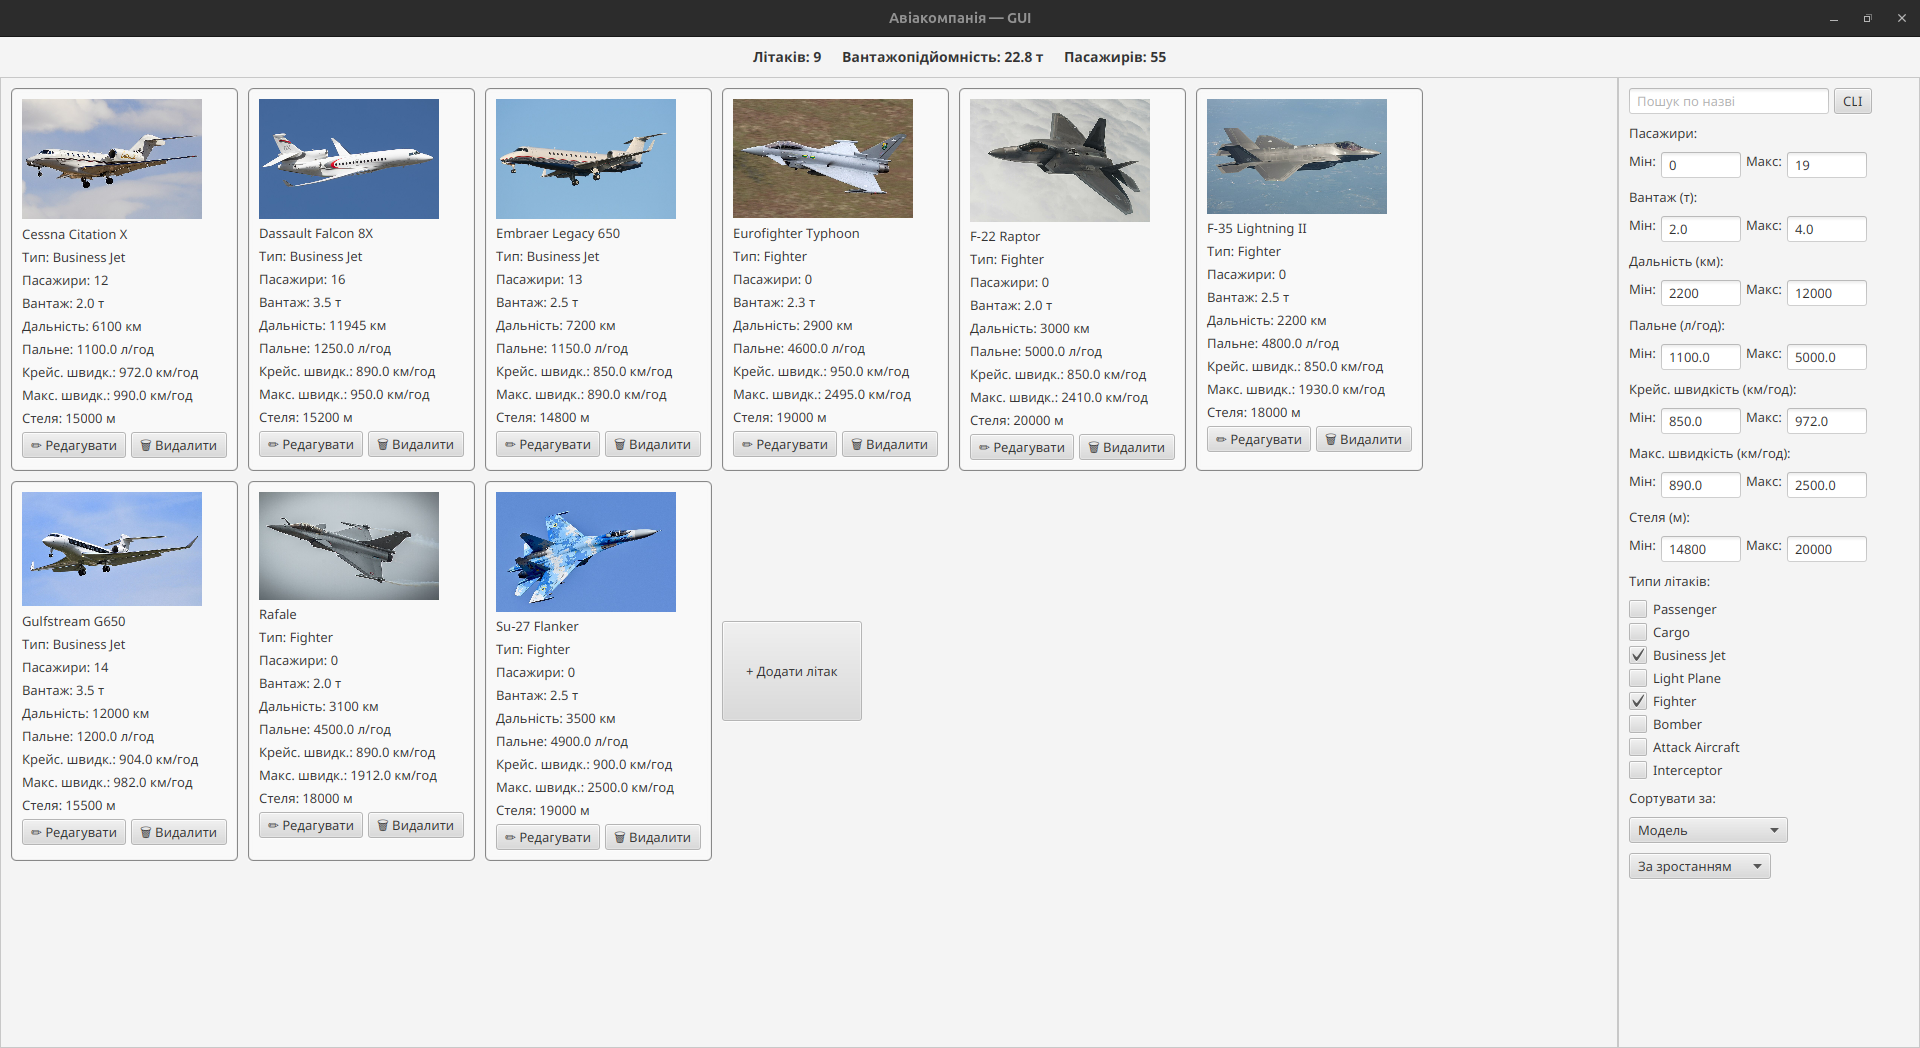 Авіакомпанія — GUI
Літаків: 9 Вантажопідйомність: 22.8 т Пасажирів: 55
Cessna Citation X
Тип: Business Jet
Пасажири: 12
Вантаж: 2.0 т
Дальність: 6100 км
Пальне: 1100.0 л/год
Крейс. швидк.: 972.0 км/год
Макс. швидк.: 990.0 км/год
Стеля: 15000 м
✏ Редагувати 🗑 Видалити
Dassault Falcon 8X
Тип: Business Jet
Пасажири: 16
Вантаж: 3.5 т
Дальність: 11945 км
Пальне: 1250.0 л/год
Крейс. швидк.: 890.0 км/год
Макс. швидк.: 950.0 км/год
Стеля: 15200 м
✏ Редагувати 🗑 Видалити
Embraer Legacy 650
Тип: Business Jet
Пасажири: 13
Вантаж: 2.5 т
Дальність: 7200 км
Пальне: 1150.0 л/год
Крейс. швидк.: 850.0 км/год
Макс. швидк.: 890.0 км/год
Стеля: 14800 м
✏ Редагувати 🗑 Видалити
Eurofighter Typhoon
Тип: Fighter
Пасажири: 0
Вантаж: 2.3 т
Дальність: 2900 км
Пальне: 4600.0 л/год
Крейс. швидк.: 950.0 км/год
Макс. швидк.: 2495.0 км/год
Стеля: 19000 м
✏ Редагувати 🗑 Видалити
F-22 Raptor
Тип: Fighter
Пасажири: 0
Вантаж: 2.0 т
Дальність: 3000 км
Пальне: 5000.0 л/год
Крейс. швидк.: 850.0 км/год
Макс. швидк.: 2410.0 км/год
Стеля: 20000 м
✏ Редагувати 🗑 Видалити
F-35 Lightning II
Тип: Fighter
Пасажири: 0
Вантаж: 2.5 т
Дальність: 2200 км
Пальне: 4800.0 л/год
Крейс. швидк.: 850.0 км/год
Макс. швидк.: 1930.0 км/год
Стеля: 18000 м
✏ Редагувати 🗑 Видалити
Gulfstream G650
Тип: Business Jet
Пасажири: 14
Вантаж: 3.5 т
Дальність: 12000 км
Пальне: 1200.0 л/год
Крейс. швидк.: 904.0 км/год
Макс. швидк.: 982.0 км/год
Стеля: 15500 м
✏ Редагувати 🗑 Видалити
Rafale
Тип: Fighter
Пасажири: 0
Вантаж: 2.0 т
Дальність: 3100 км
Пальне: 4500.0 л/год
Крейс. швидк.: 890.0 км/год
Макс. швидк.: 1912.0 км/год
Стеля: 18000 м
✏ Редагувати 🗑 Видалити
Su-27 Flanker
Тип: Fighter
Пасажири: 0
Вантаж: 2.5 т
Дальність: 3500 км
Пальне: 4900.0 л/год
Крейс. швидк.: 900.0 км/год
Макс. швидк.: 2500.0 км/год
Стеля: 19000 м
✏ Редагувати 🗑 Видалити
+ Додати літак
Пошук по назві CLI
Пасажири:
Мін: 0 Макс: 19
Вантаж (т):
Мін: 2.0 Макс: 4.0
Дальність (км):
Мін: 2200 Макс: 12000
Пальне (л/год):
Мін: 1100.0 Макс: 5000.0
Крейс. швидкість (км/год):
Мін: 850.0 Макс: 972.0
Макс. швидкість (км/год):
Мін: 890.0 Макс: 2500.0
Стеля (м):
Мін: 14800 Макс: 20000
Типи літаків:
Passenger
Cargo
Business Jet
Light Plane
Fighter
Bomber
Attack Aircraft
Interceptor
Сортувати за:
Модель
За зростанням